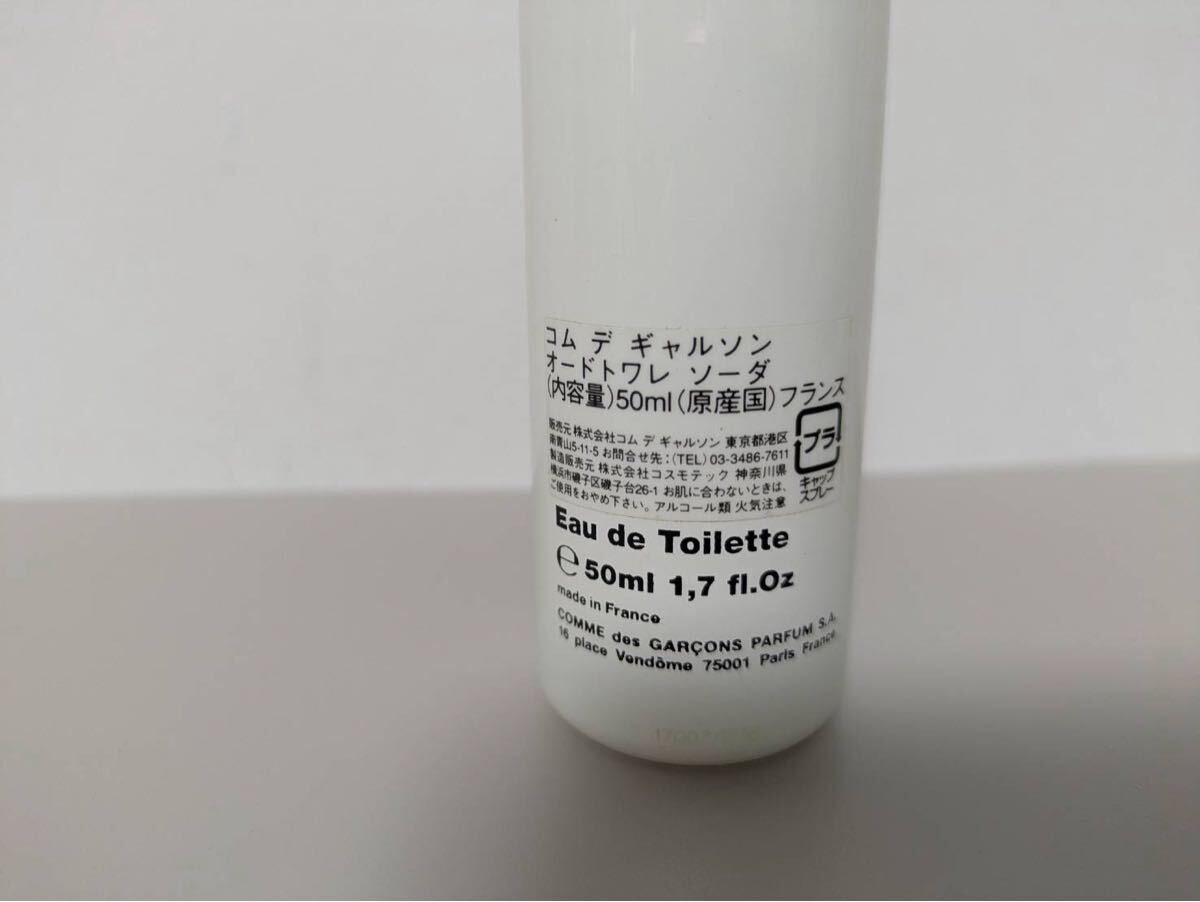 コム デ ギャルソン
オードトワレ ソーダ
(内容量)50ml(原産国)フランス
販売元 株式会社コム デ ギャルソン 東京都港区
南青山5-11-5 お問合せ先:(TEL) 03-3486-7611
製造販売元 株式会社コスモテック 神奈川県
横浜市磯子区磯子台26-1 お肌に合わないときは、
ご使用をおやめ下さい。アルコール類 火気注意
プラ
キャップ
スプレー
Eau de Toilette
℮ 50ml 1,7 fl.Oz
made in France
COMME des GARÇONS PARFUM S.A.
16 place Vendôme 75001 Paris France.